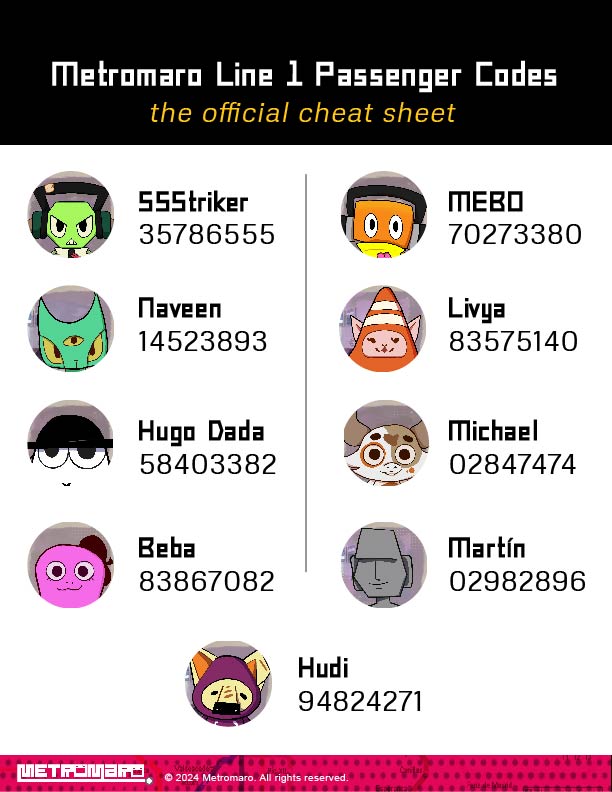 Metromaro Line 1 Passenger Codes
the official cheat sheet
SSStriker
35786555
MEBO
70273380
Naveen
14523893
Livya
83575140
Hugo Dada
58403382
Michael
02847474
Beba
83867082
Martín
02982896
Hudi
94824271
METROMARO.
© 2024 Metromaro. All rights reserved.